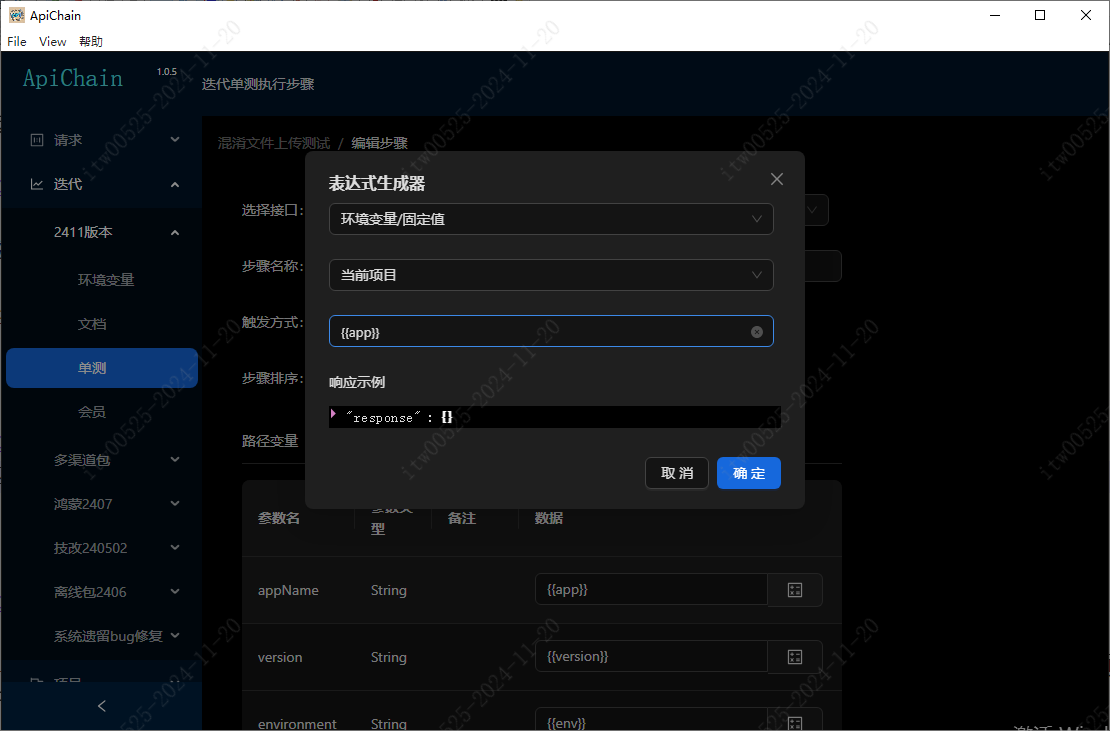 ApiChain
File View 帮助
ApiChain 1.0.5
迭代单测执行步骤
请求
迭代
2411版本
环境变量
文档
单测
会员
多渠道包
鸿蒙2407
技改240502
离线包2406
系统遗留bug修复
项目
混淆文件上传测试 / 编辑步骤
选择接口:
步骤名称:
触发方式:
步骤排序:
路径变量
表达式生成器
环境变量/固定值
当前项目
{{app}}
响应示例
"response" : {}
取 消 确 定
参数名 参数类型 备注 数据
appName String {{app}}
version String {{version}}
environment String {{env}}
itw00525-2024-11-20